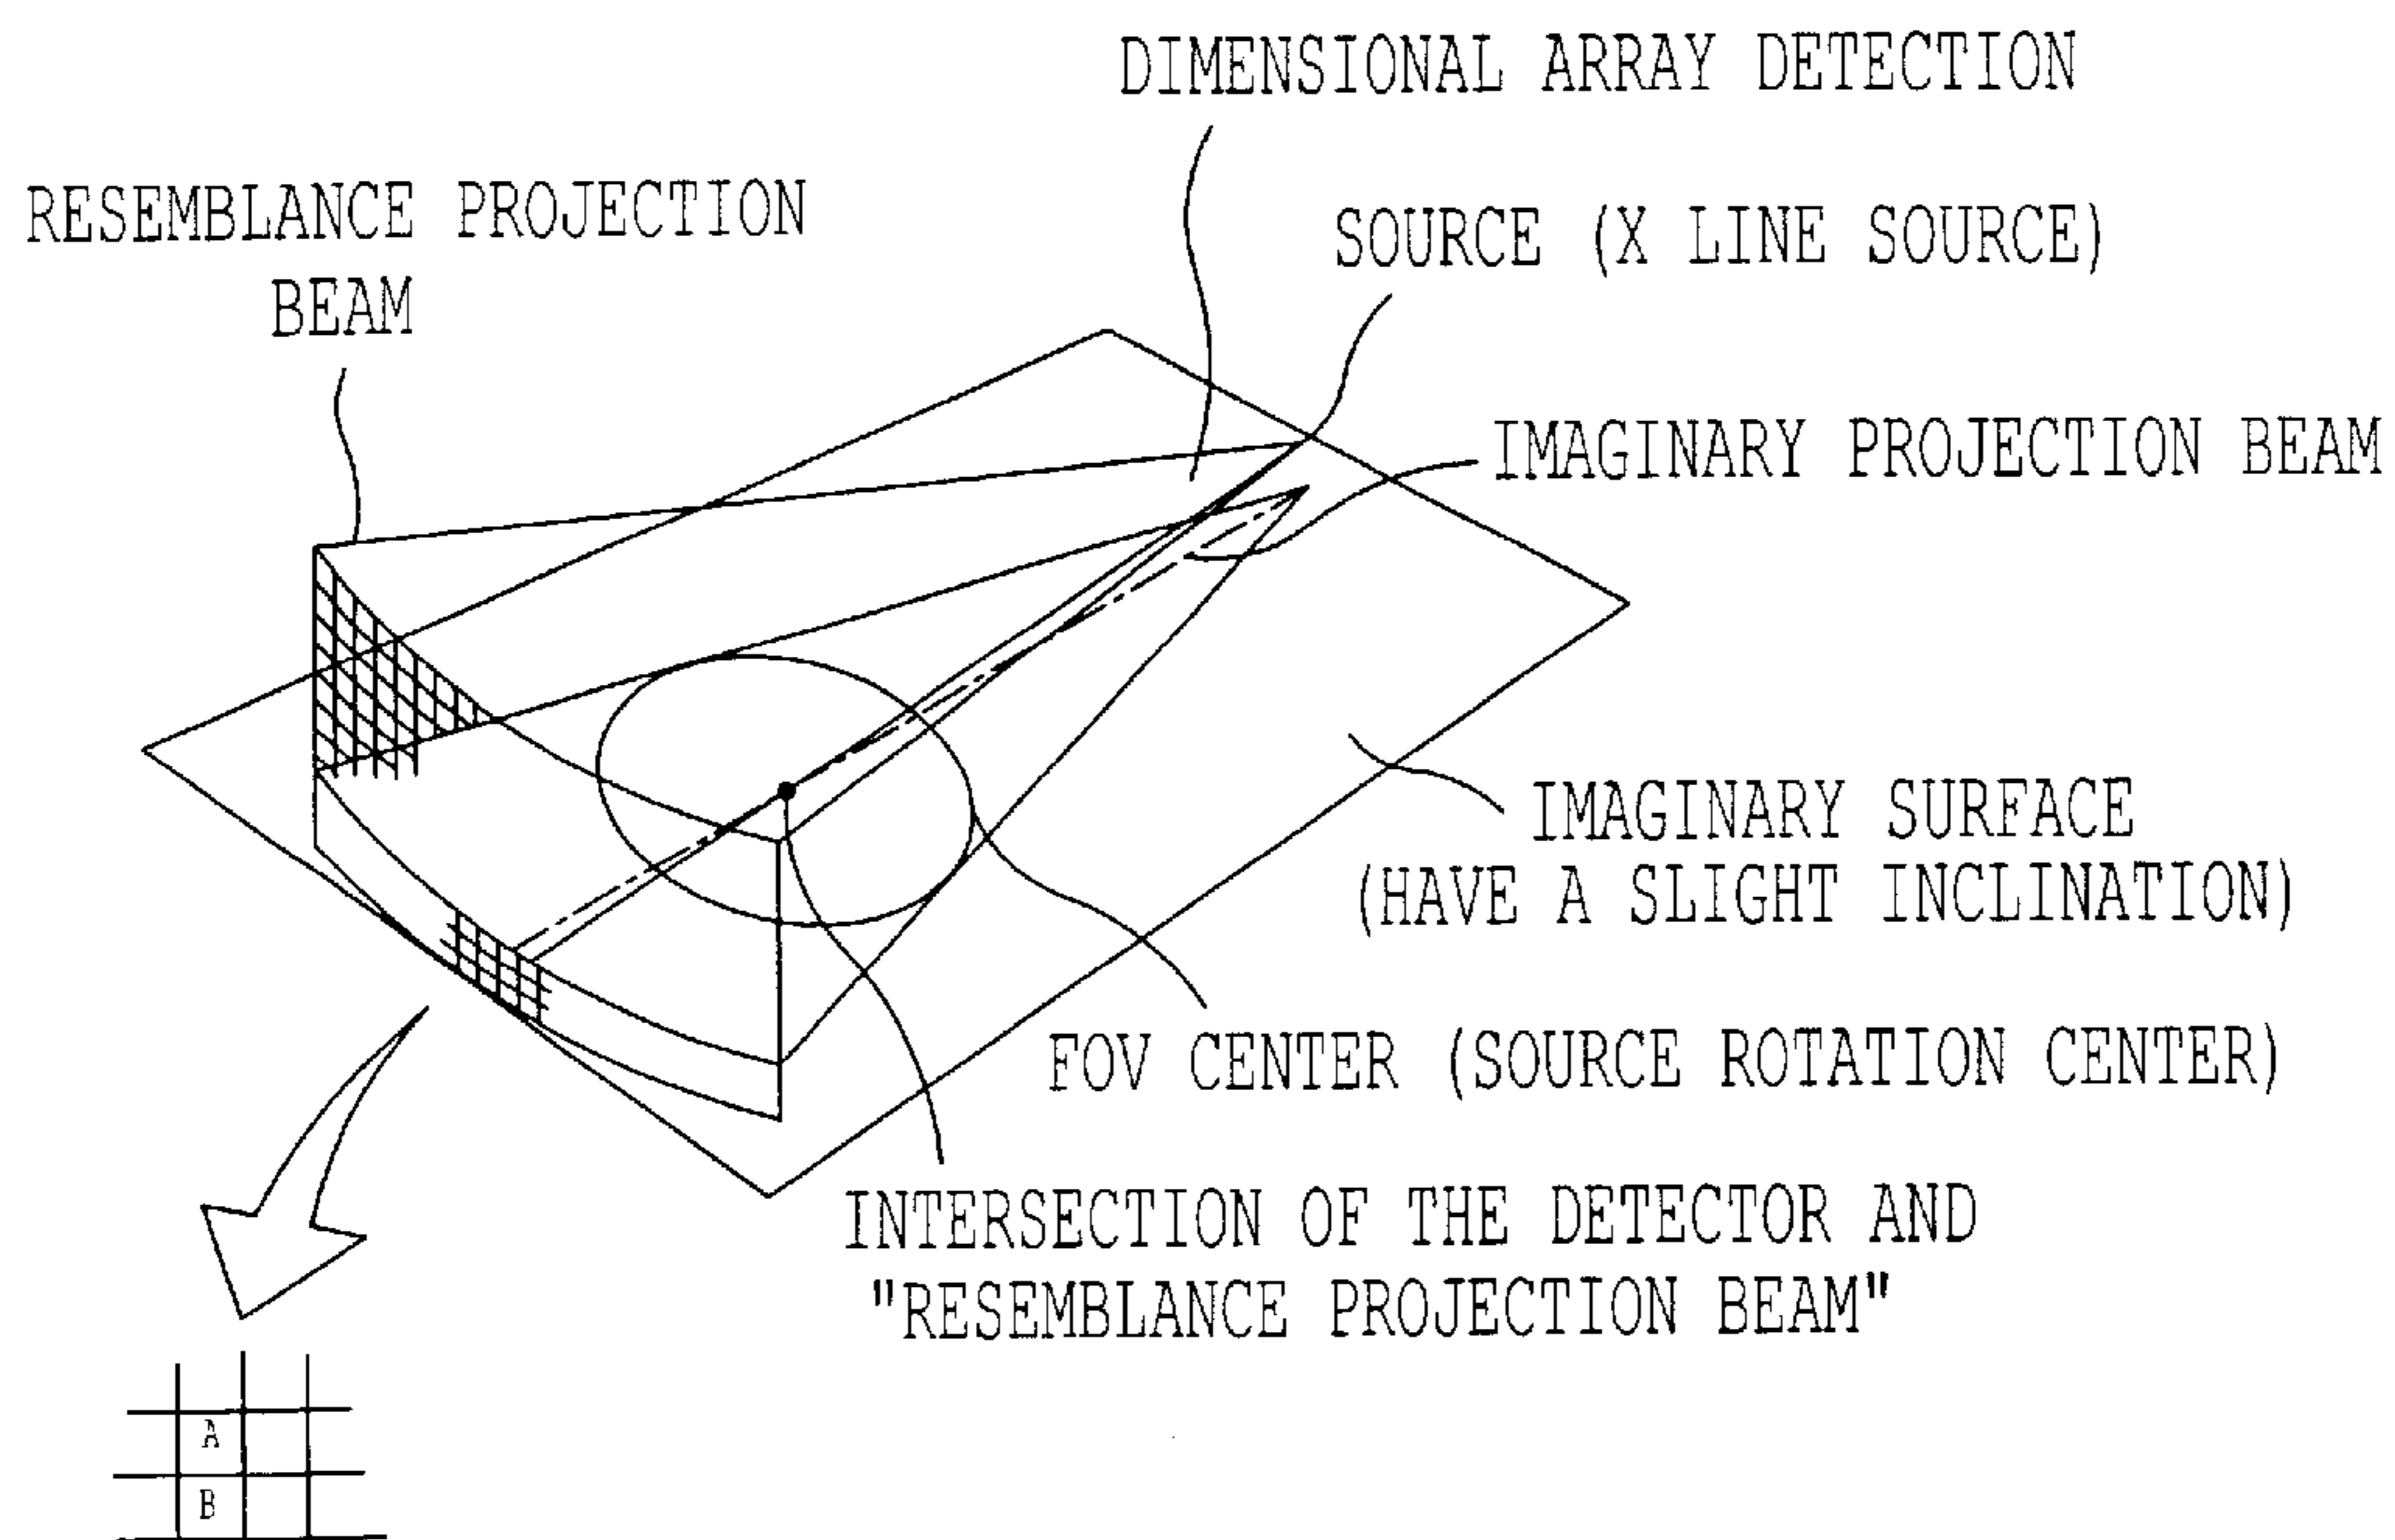 DIMENSIONAL ARRAY DETECTION
RESEMBLANCE PROJECTION
BEAM
SOURCE (X LINE SOURCE)
IMAGINARY PROJECTION BEAM
IMAGINARY SURFACE
(HAVE A SLIGHT INCLINATION)
FOV CENTER (SOURCE ROTATION CENTER)
INTERSECTION OF THE DETECTOR AND
"RESEMBLANCE PROJECTION BEAM"
A
B